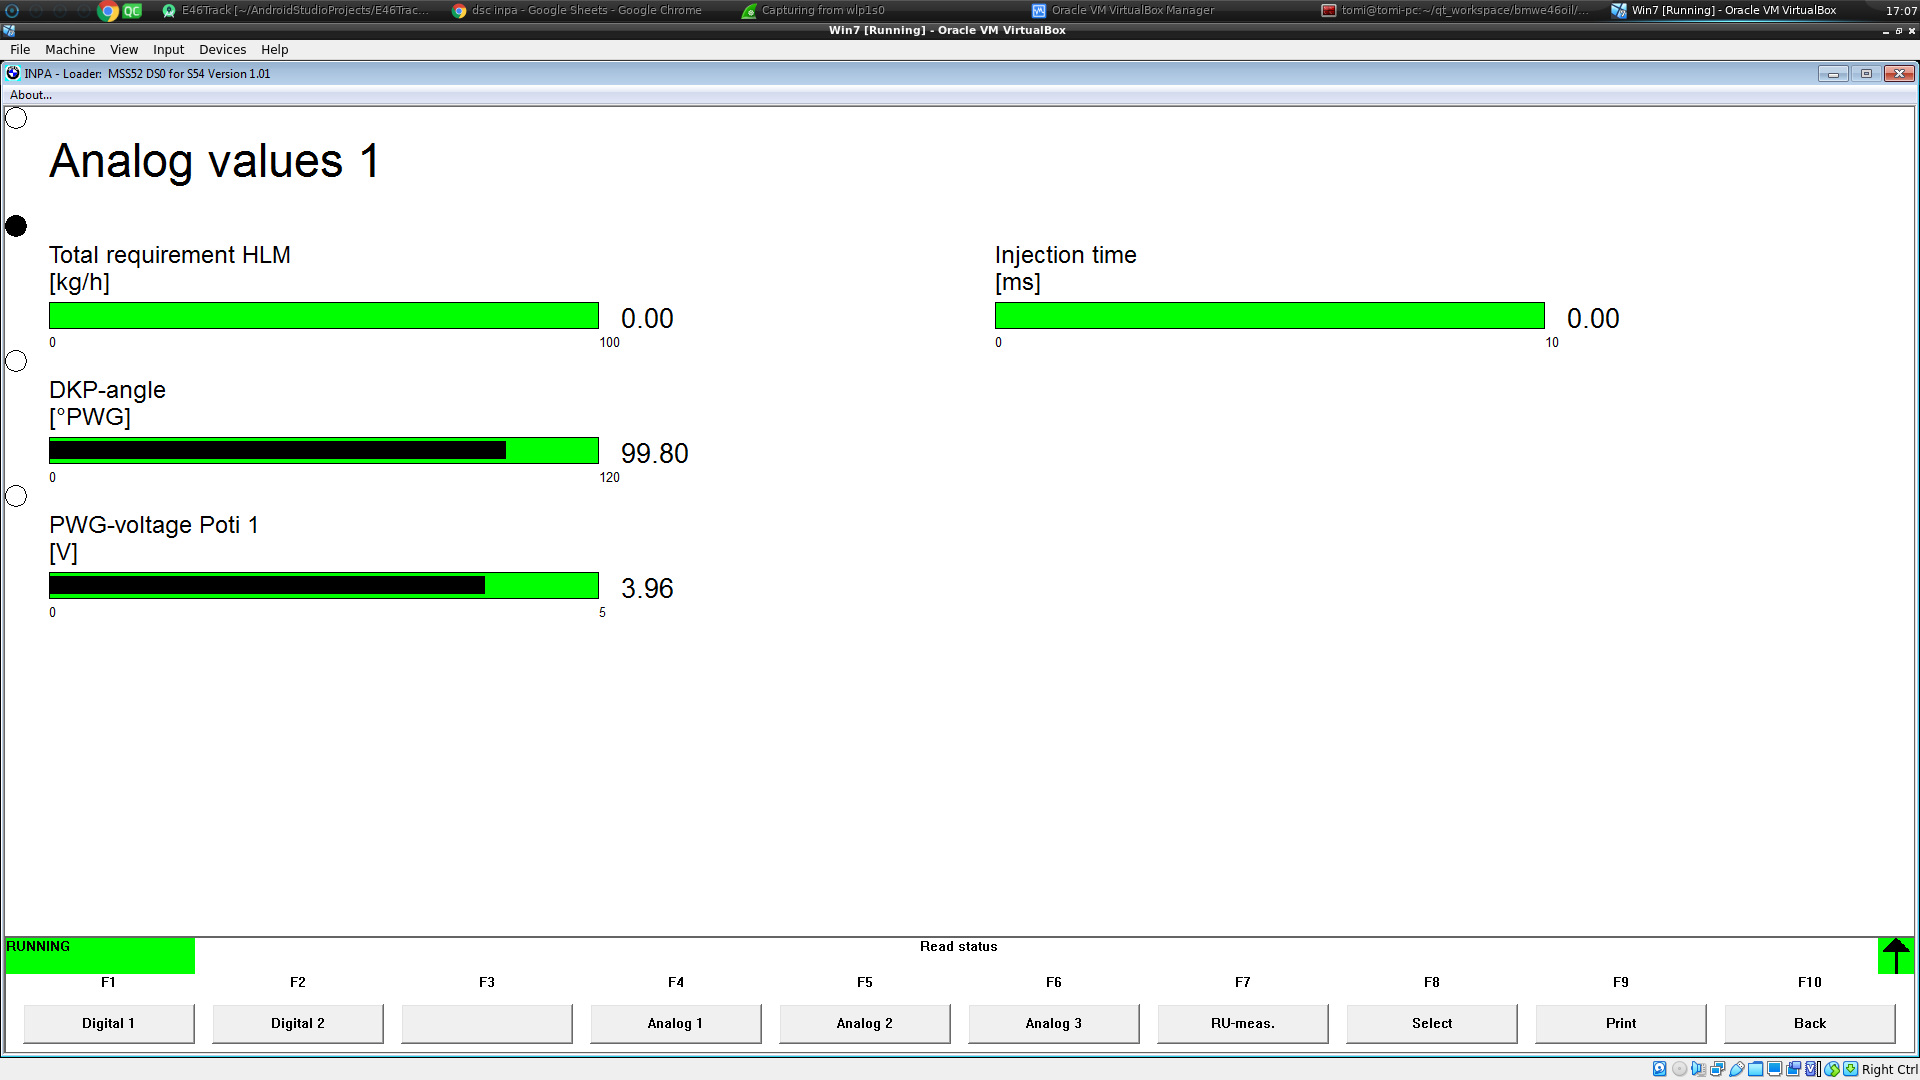 E46Track [~/AndroidStudioProjects/E46Trac...
dsc inpa - Google Sheets - Google Chrome
Capturing from wlp1s0
Oracle VM VirtualBox Manager
tomi@tomi-pc:~/qt_workspace/bmwe46oil/...
Win7 [Running] - Oracle VM VirtualBox
17:07
Win7 [Running] - Oracle VM VirtualBox
File Machine View Input Devices Help
INPA - Loader: MSS52 DS0 for S54 Version 1.01
About...
Analog values 1
Total requirement HLM
[kg/h]
0.00
0 100
Injection time
[ms]
0.00
0 10
DKP-angle
[°PWG]
99.80
0 120
PWG-voltage Poti 1
[V]
3.96
0 5
RUNNING
Read status
F1 F2 F3 F4 F5 F6 F7 F8 F9 F10
Digital 1 Digital 2 Analog 1 Analog 2 Analog 3 RU-meas. Select Print Back
Right Ctrl